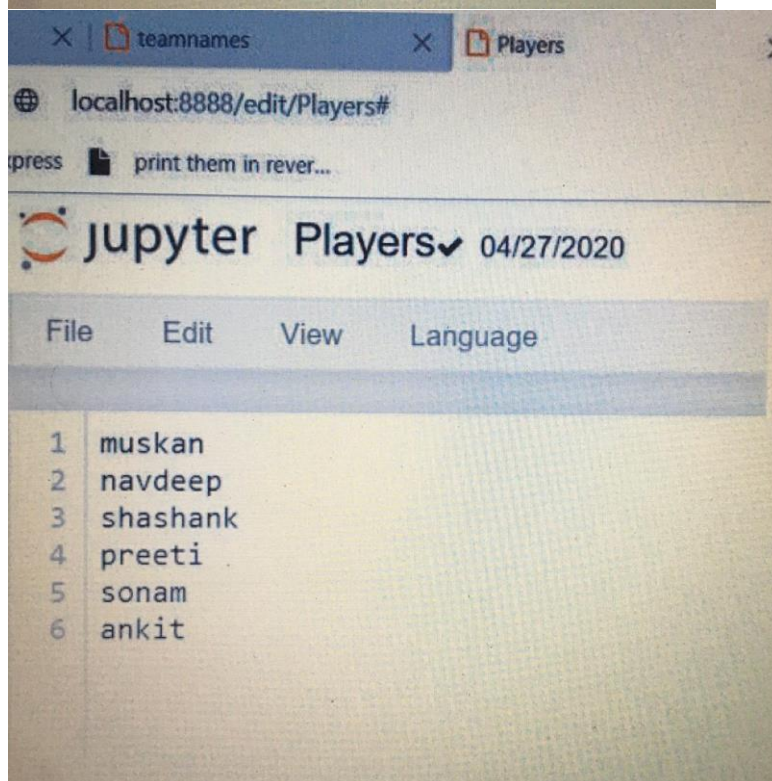 teamnames Players
localhost:8888/edit/Players#
press print them in rever...
jupyter Players 04/27/2020
File Edit View Language
1 muskan
2 navdeep
3 shashank
4 preeti
5 sonam
6 ankit